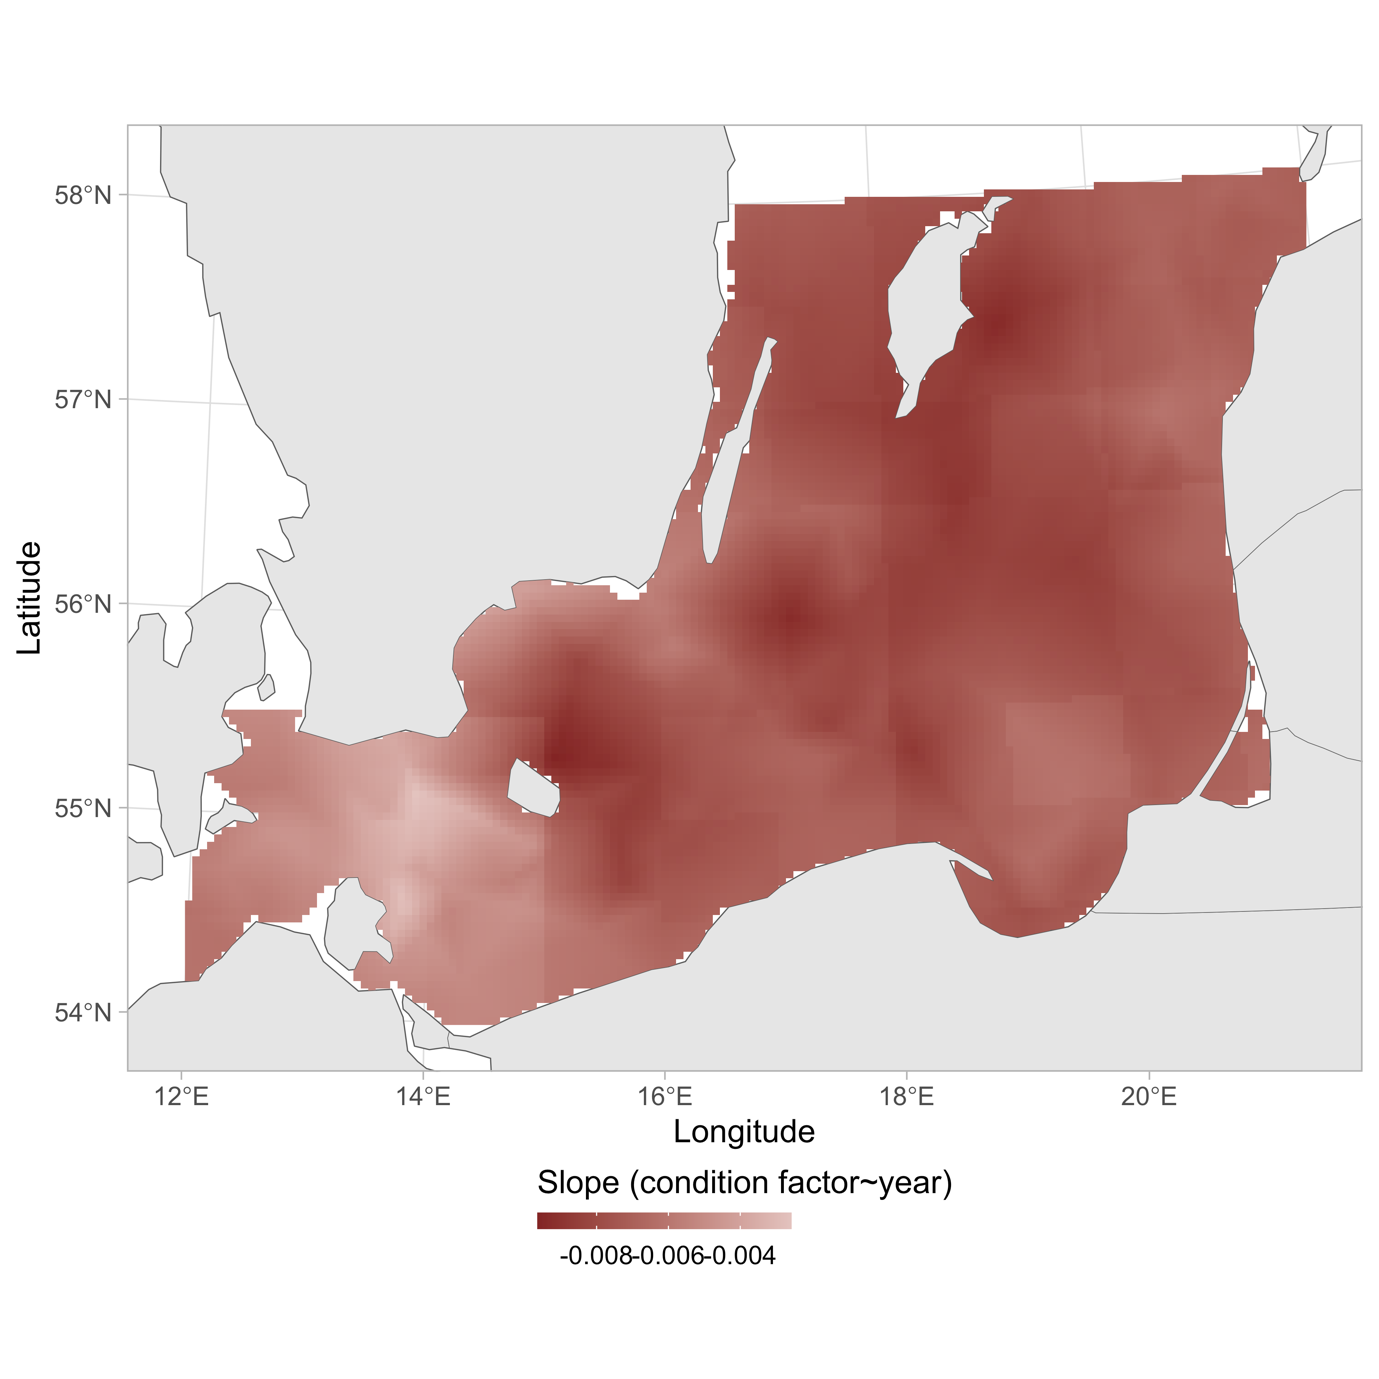 58°N
57°N
56°N
55°N
54°N
Latitude
12°E 14°E 16°E 18°E 20°E
Longitude
Slope (condition factor~year)
-0.008-0.006-0.004